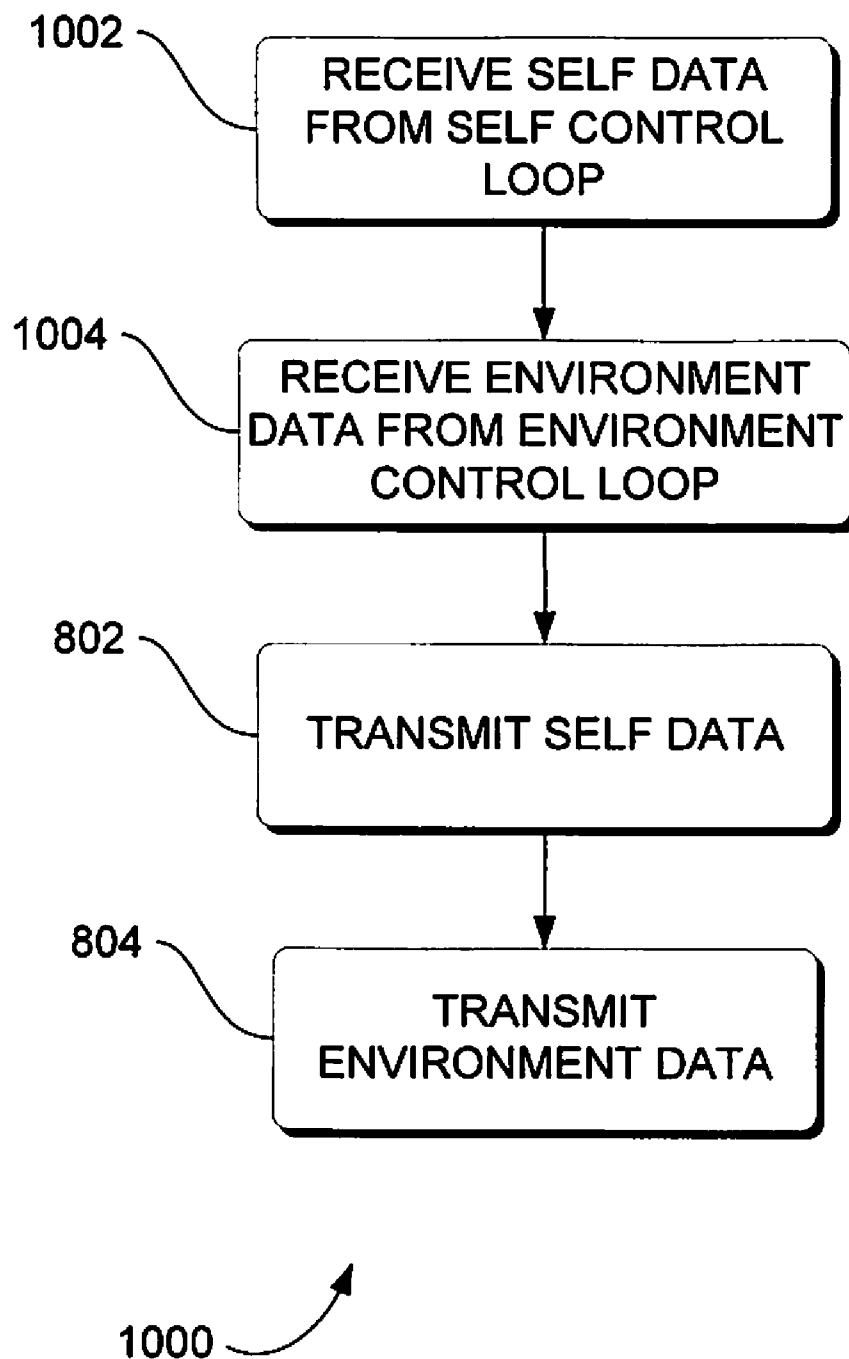 1002
RECEIVE SELF DATA
FROM SELF CONTROL
LOOP
1004
RECEIVE ENVIRONMENT
DATA FROM ENVIRONMENT
CONTROL LOOP
802
TRANSMIT SELF DATA
804
TRANSMIT
ENVIRONMENT DATA
1000